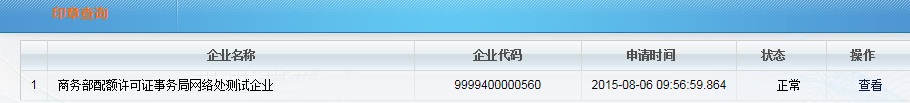 印章查询
企业名称 企业代码 申请时间 状态 操作
1 商务部配额许可证事务局网络处测试企业 9999400000560 2015-08-06 09:56:59.864 正常 查看